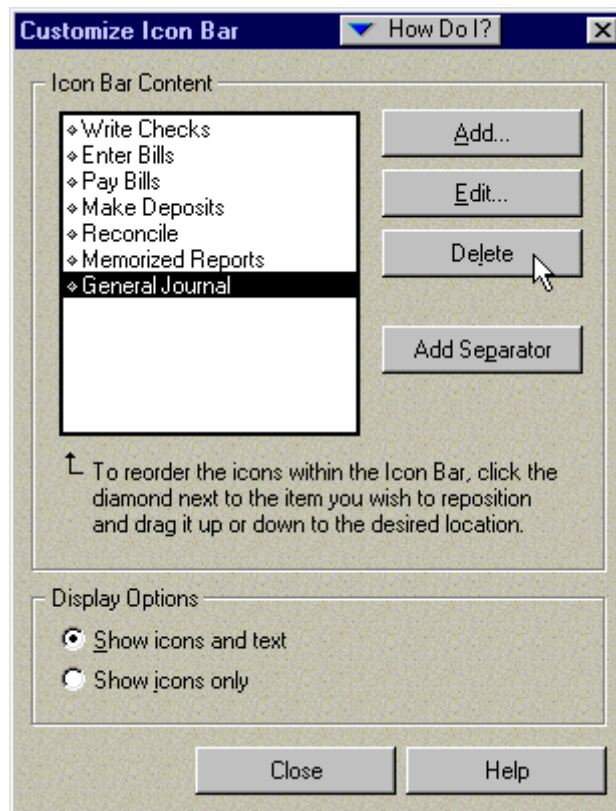 Customize Icon Bar
How Do I?
Icon Bar Content
Write Checks
Enter Bills
Pay Bills
Make Deposits
Reconcile
Memorized Reports
General Journal
Add...
Edit...
Delete
Add Separator
To reorder the icons within the Icon Bar, click the
diamond next to the item you wish to reposition
and drag it up or down to the desired location.
Display Options
Show icons and text
Show icons only
Close
Help